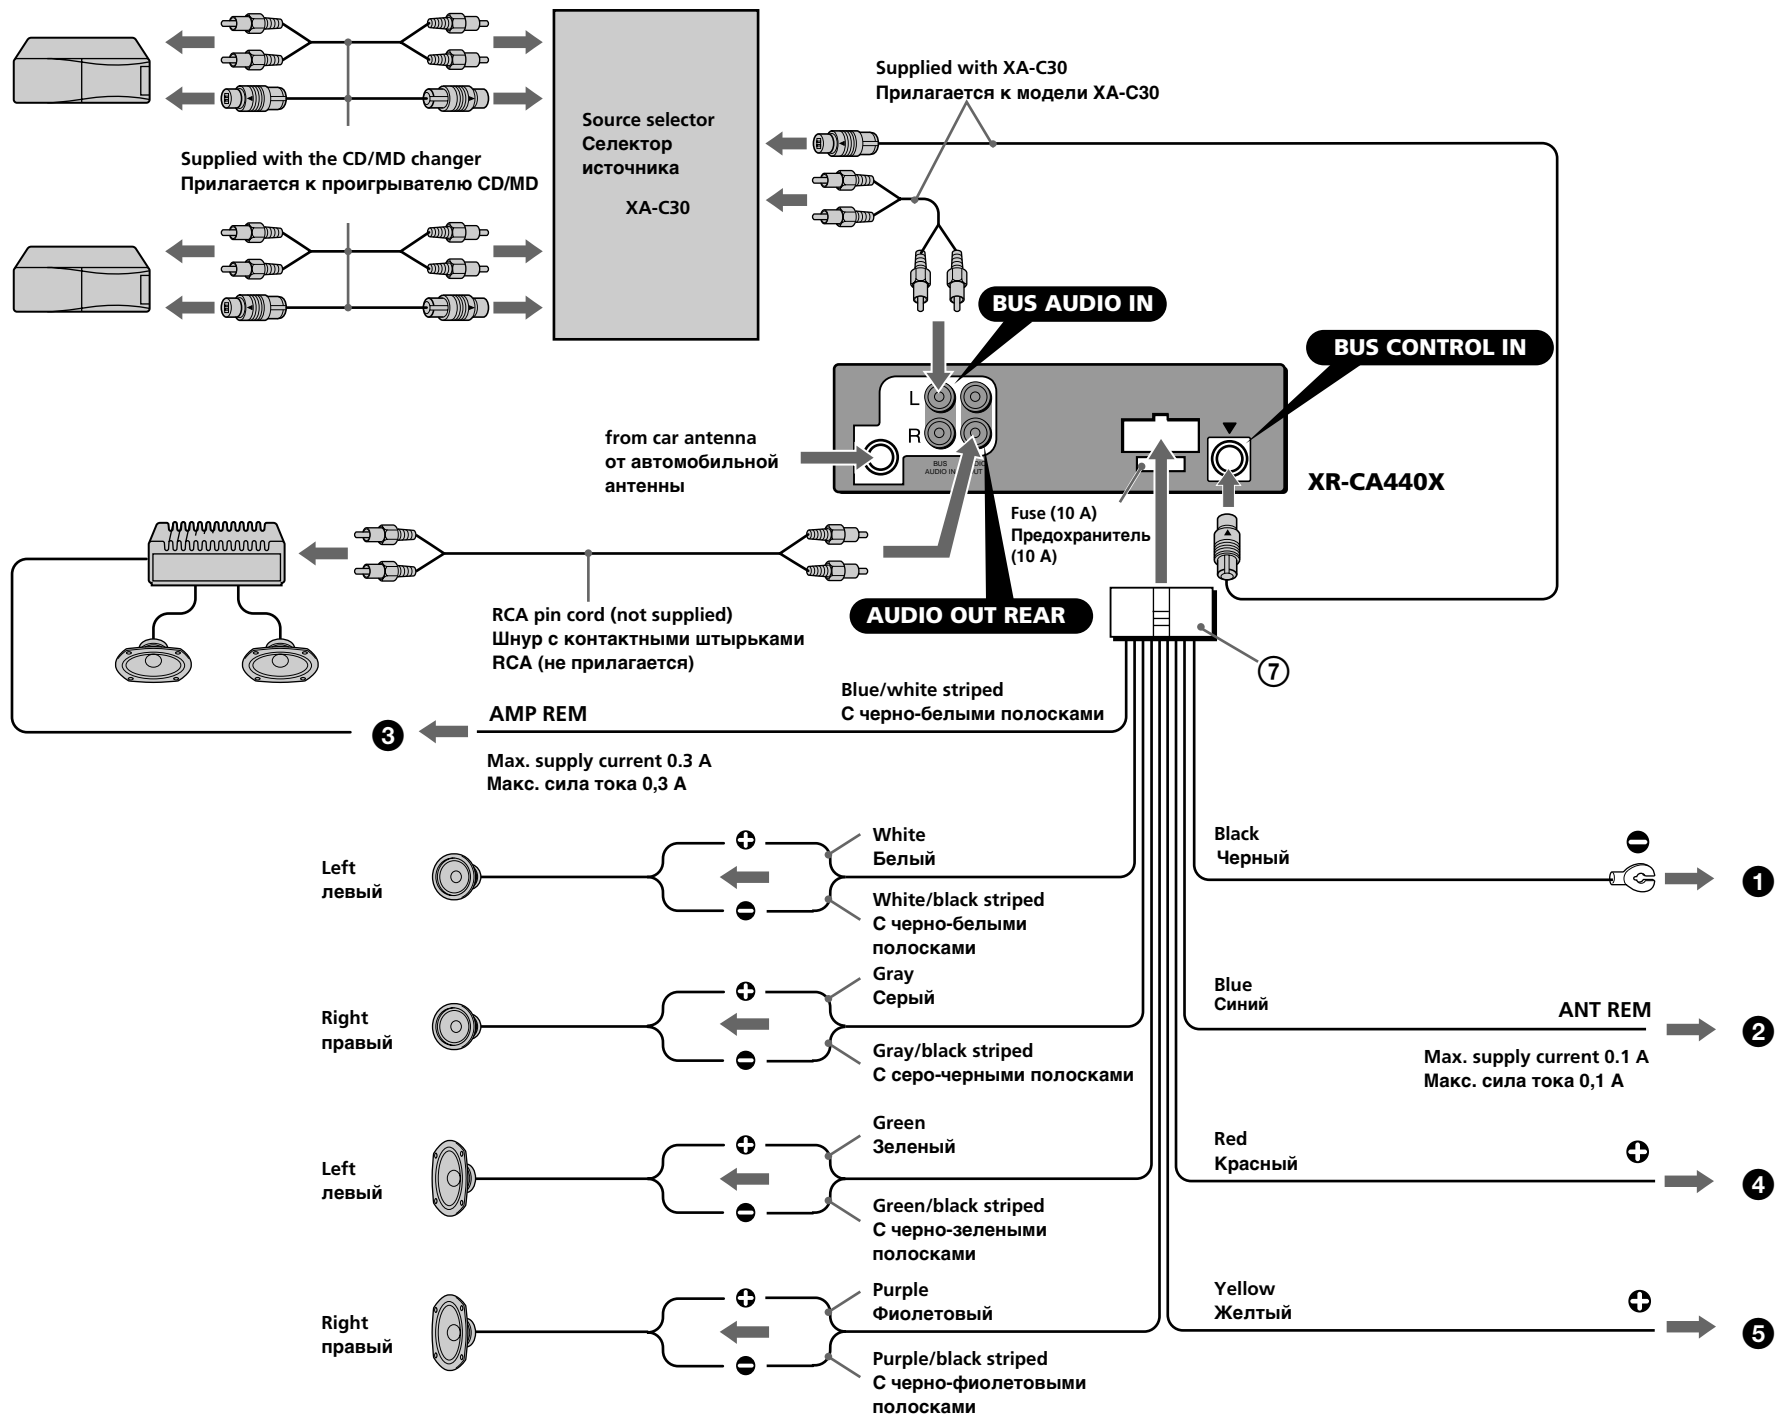 Supplied with the CD/MD changer
Прилагается к проигрывателю CD/MD
Source selector
Селектор
источника
XA-C30
Supplied with XA-C30
Прилагается к модели XA-C30
BUS AUDIO IN
BUS CONTROL IN
L
R
BUS
AUDIO IN
from car antenna
от автомобильной
антенны
XR-CA440X
Fuse (10 A)
Предохранитель
(10 A)
AUDIO OUT REAR
RCA pin cord (not supplied)
Шнур с контактными штырьками
RCA (не прилагается)
7
Blue/white striped
С черно-белыми полосками
3
AMP REM
Max. supply current 0.3 A
Макс. сила тока 0,3 А
Left
левый
White
Белый
White/black striped
С черно-белыми
полосками
Black
Черный
1
Right
правый
Gray
Серый
Gray/black striped
С серо-черными полосками
Blue
Синий
ANT REM
2
Max. supply current 0.1 A
Макс. сила тока 0,1 А
Left
левый
Green
Зеленый
Green/black striped
С черно-зелеными
полосками
Red
Красный
4
Right
правый
Purple
Фиолетовый
Purple/black striped
С черно-фиолетовыми
полосками
Yellow
Желтый
5